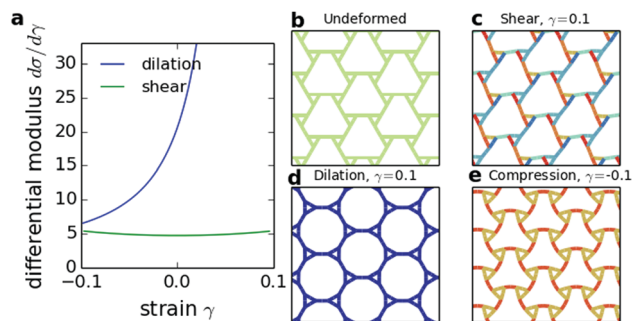 a
differential modulus dσ/dγ
30
25
20
15
10
5
0
dilation
shear
−0.1
0.0
0.1
strain γ
b
Undeformed
c
Shear, γ=0.1
d
Dilation, γ=0.1
e
Compression, γ=-0.1